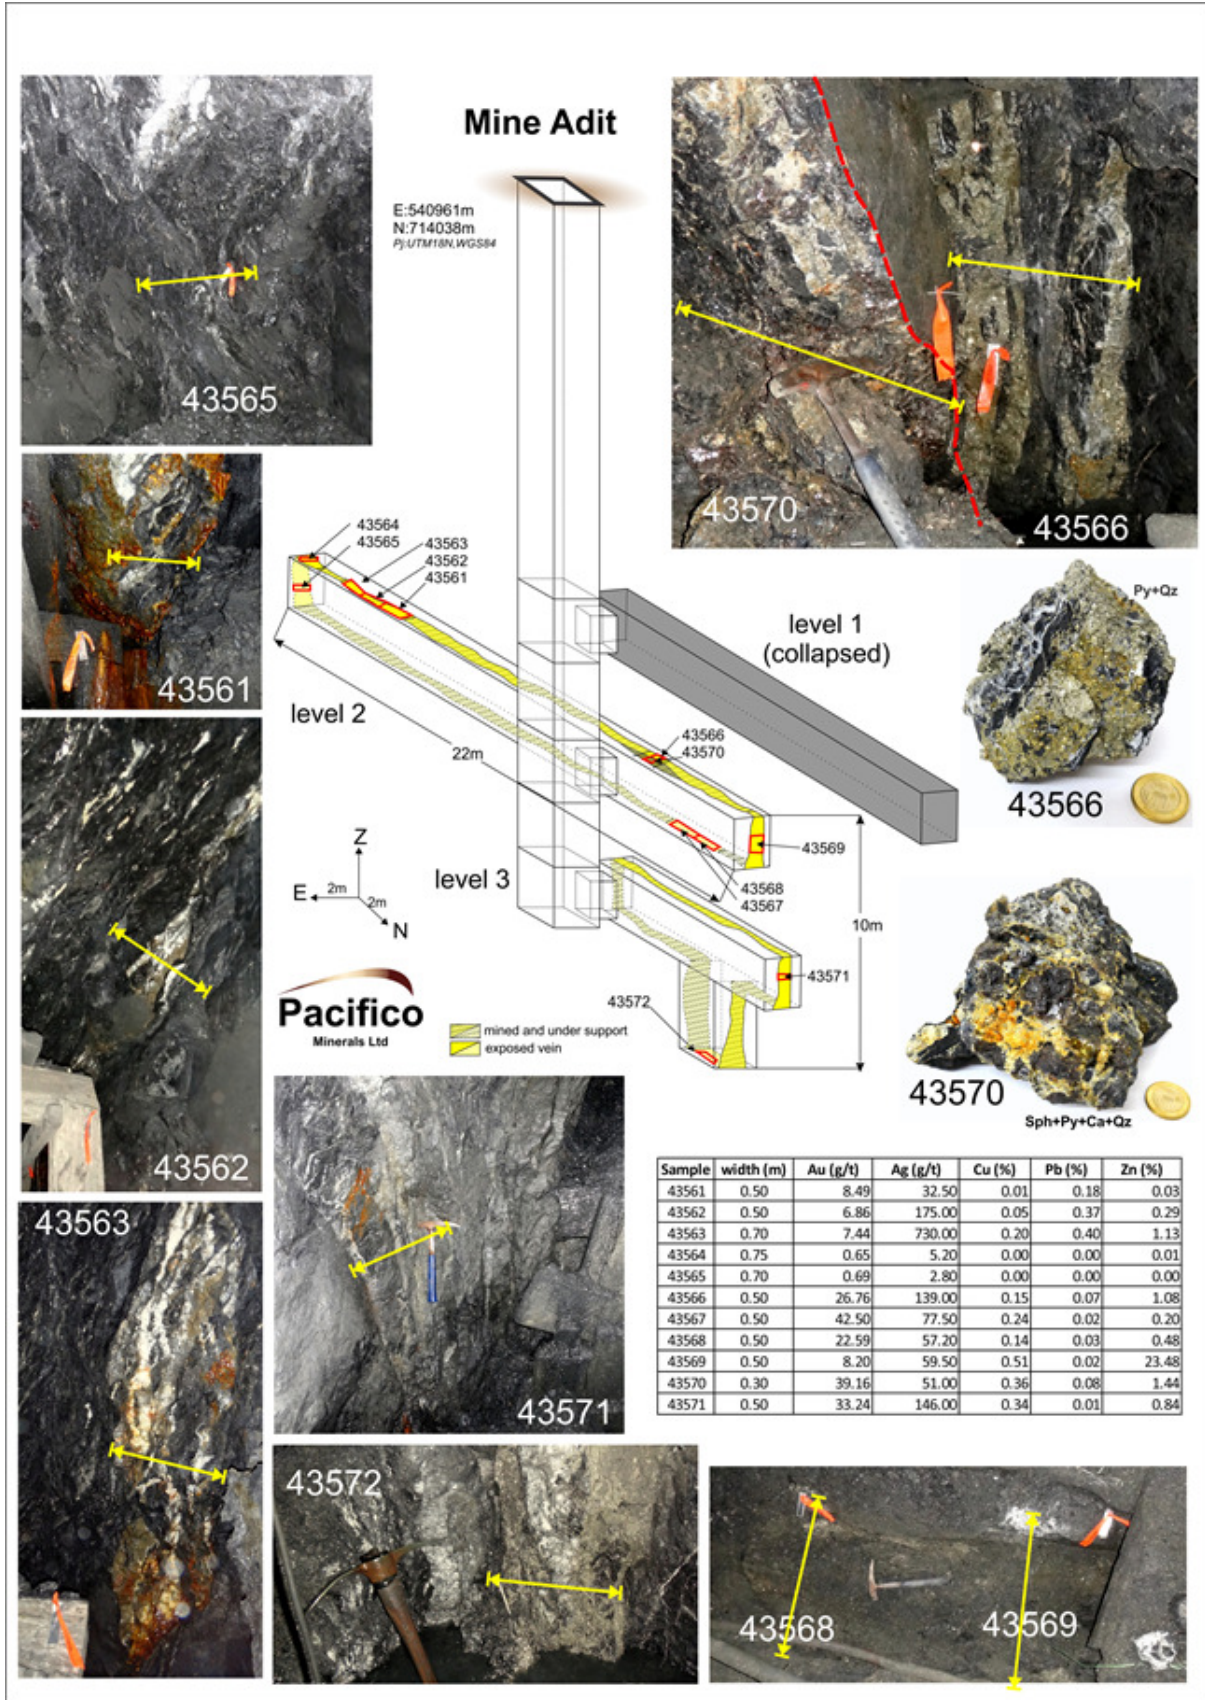 Mine Adit
E:540961m
N:714038m
Pj:UTM18N,WGS84
43565
43570
43566
43561
43564
43565
43563
43562
43561
level 1
(collapsed)
level 2
22m
43566
43570
43569
43568
43567
level 3
10m
Z
E
2m
2m
N
43571
43572
Pacifico
Minerals Ltd
mined and under support
exposed vein
Py+Qz
43566
43570
Sph+Py+Ca+Qz
43562
43563
43571
43572
43568
43569
Sample width (m) Au (g/t) Ag (g/t) Cu (%) Pb (%) Zn (%)
43561 0.50 8.49 32.50 0.01 0.18 0.03
43562 0.50 6.86 175.00 0.05 0.37 0.29
43563 0.70 7.44 730.00 0.20 0.40 1.13
43564 0.75 0.65 5.20 0.00 0.00 0.01
43565 0.70 0.69 2.80 0.00 0.00 0.00
43566 0.50 26.76 139.00 0.15 0.07 1.08
43567 0.50 42.50 77.50 0.24 0.02 0.20
43568 0.50 22.59 57.20 0.14 0.03 0.48
43569 0.50 8.20 59.50 0.51 0.02 23.48
43570 0.30 39.16 51.00 0.36 0.08 1.44
43571 0.50 33.24 146.00 0.34 0.01 0.84